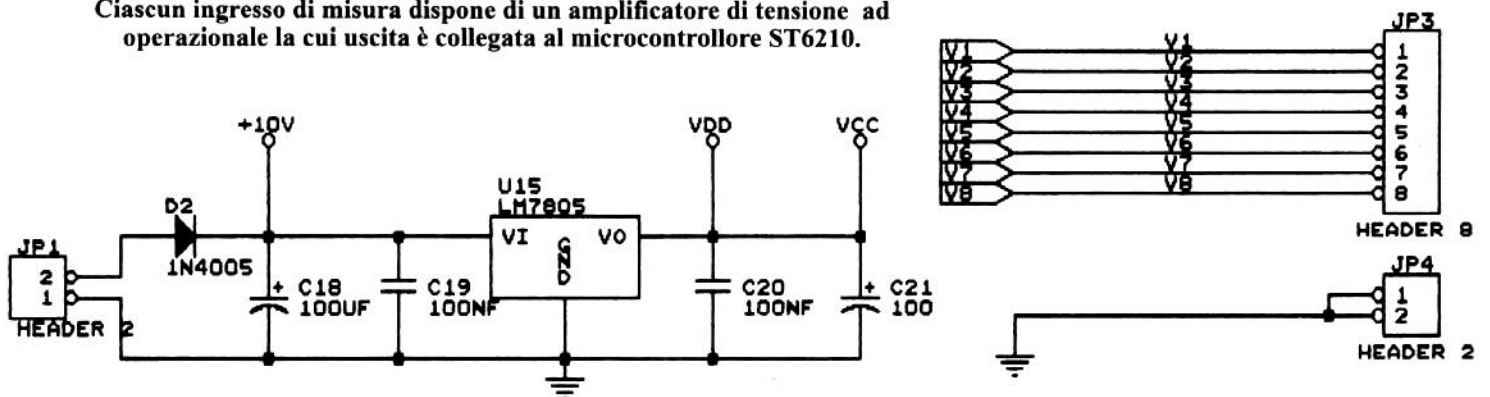 Ciascun ingresso di misura dispone di un amplificatore di tensione ad
operazionale la cui uscita è collegata al microcontrollore ST6210.
+10V
VDD
VCC
U15
LM7805
D2
VI
GND
VO
JP1
2
1
HEADER 2
1N4005
+
C18
100UF
C19
100NF
C20
100NF
+
C21
100
JP3
V1
V1
1
V2
V2
2
V3
V3
3
V4
V4
4
V5
V5
5
V6
V6
6
V7
V7
7
V8
V8
8
HEADER 8
JP4
1
2
HEADER 2